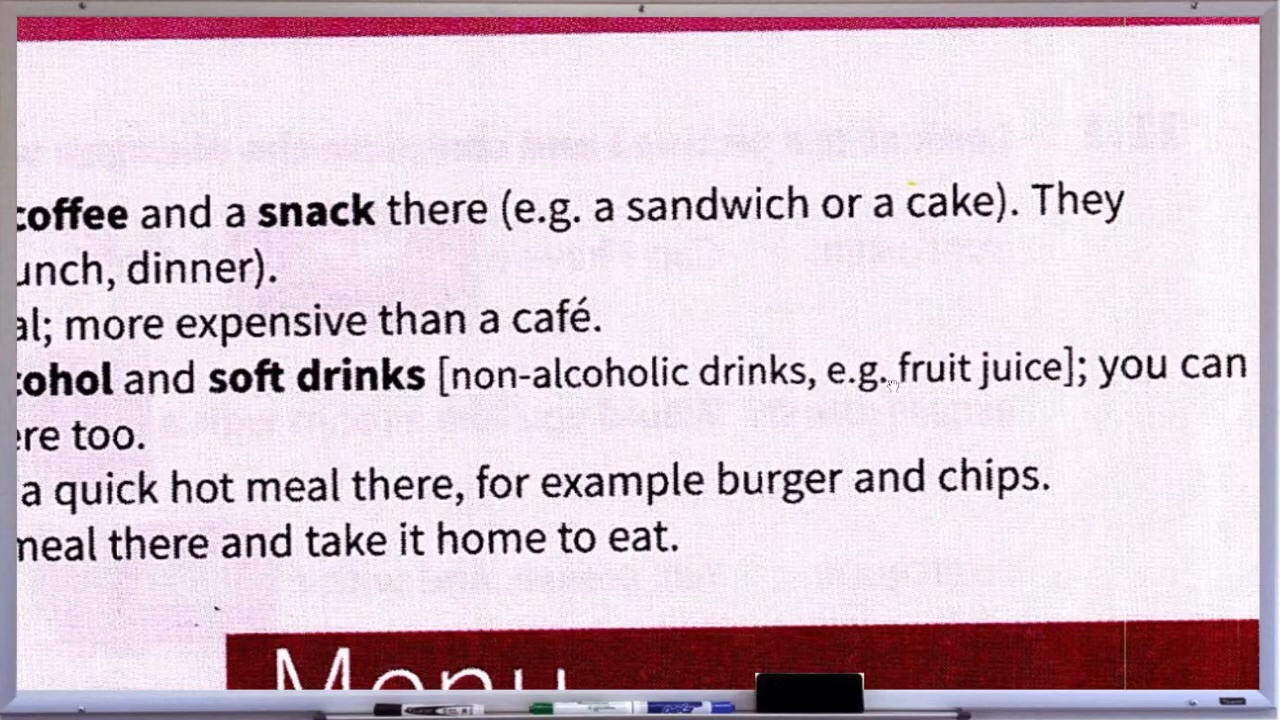 coffee and a snack there (e.g. a sandwich or a cake). They
unch, dinner).
al; more expensive than a café.
cohol and soft drinks [non-alcoholic drinks, e.g. fruit juice]; you can
ere too.
a quick hot meal there, for example burger and chips.
meal there and take it home to eat.
Menu